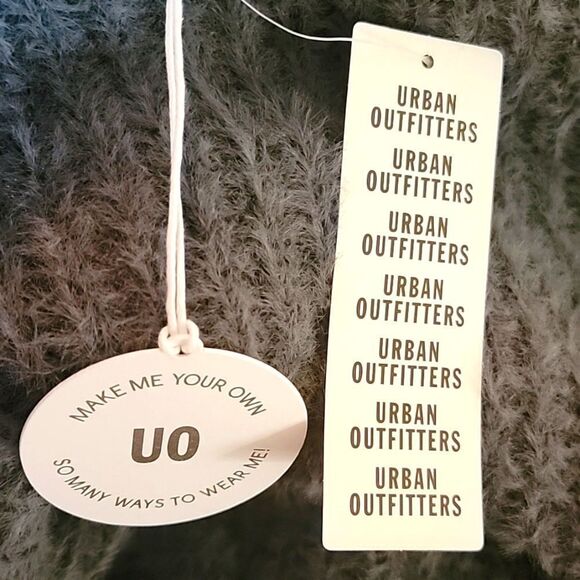 MAKE ME YOUR OWN
UO
SO MANY WAYS TO WEAR ME!
URBAN
OUTFITTERS
URBAN
OUTFITTERS
URBAN
OUTFITTERS
URBAN
OUTFITTERS
URBAN
OUTFITTERS
URBAN
OUTFITTERS
URBAN
OUTFITTERS